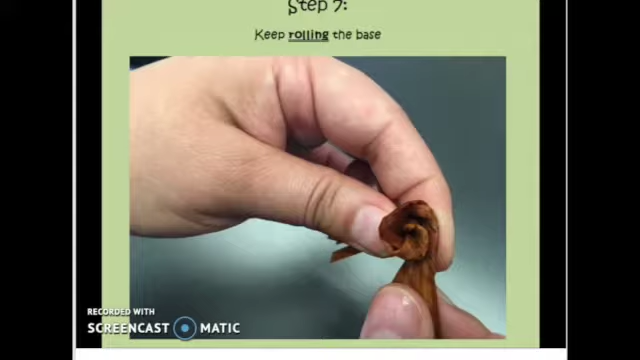 Step 7:
Keep rolling the base
RECORDED WITH
SCREENCAST MATIC